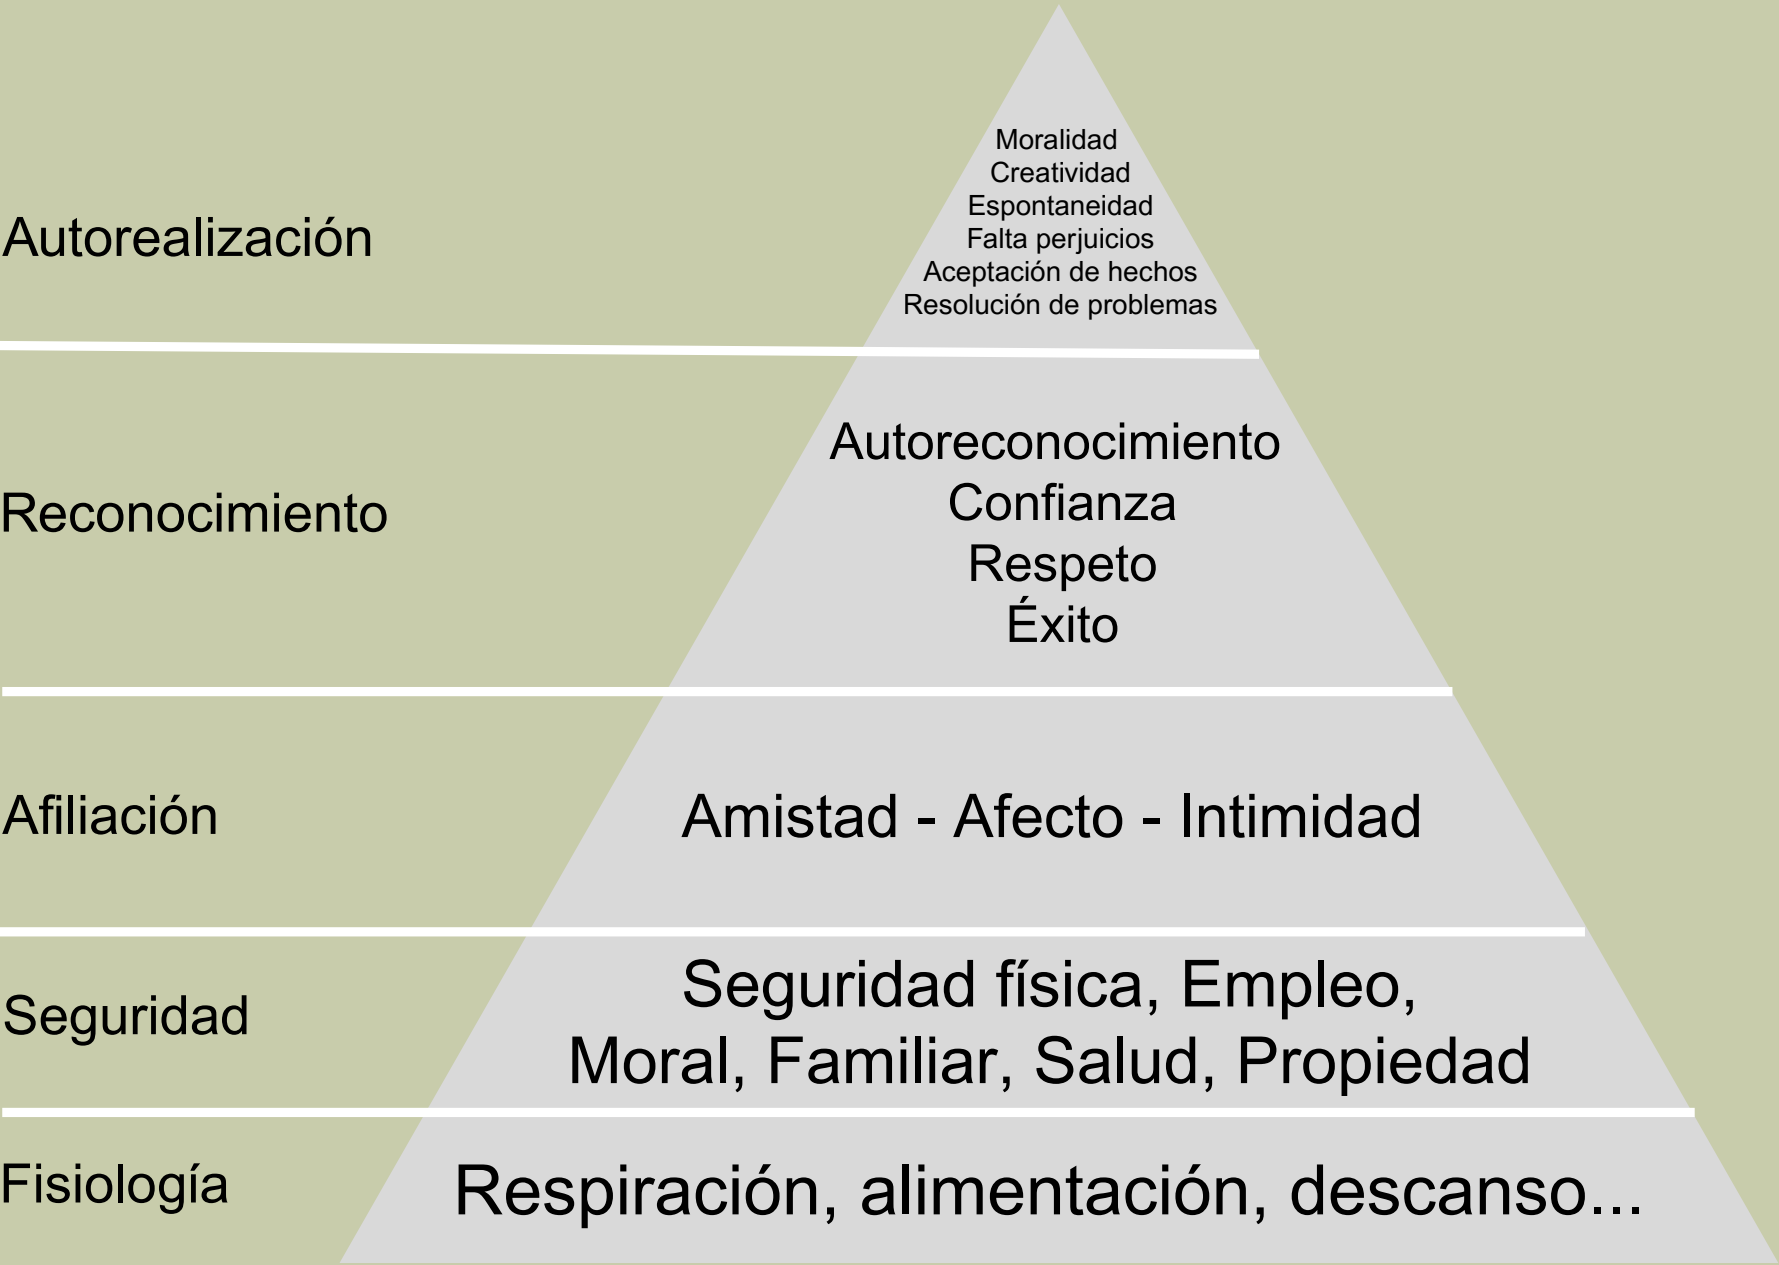 Moralidad
Creatividad
Espontaneidad
Falta perjuicios
Aceptación de hechos
Resolución de problemas
Autorealización
Autoreconocimiento
Confianza
Respeto
Éxito
Reconocimiento
Amistad - Afecto - Intimidad
Afiliación
Seguridad física, Empleo,
Moral, Familiar, Salud, Propiedad
Seguridad
Respiración, alimentación, descanso...
Fisiología